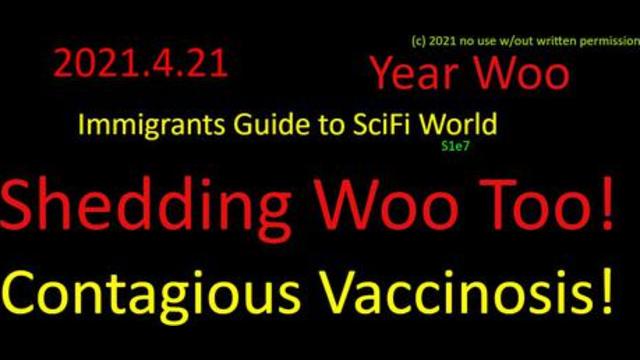 (c) 2021 no use w/out written permission
2021.4.21
Year Woo
Immigrants Guide to SciFi World
S1e7
Shedding Woo Too!
Contagious Vaccinosis!